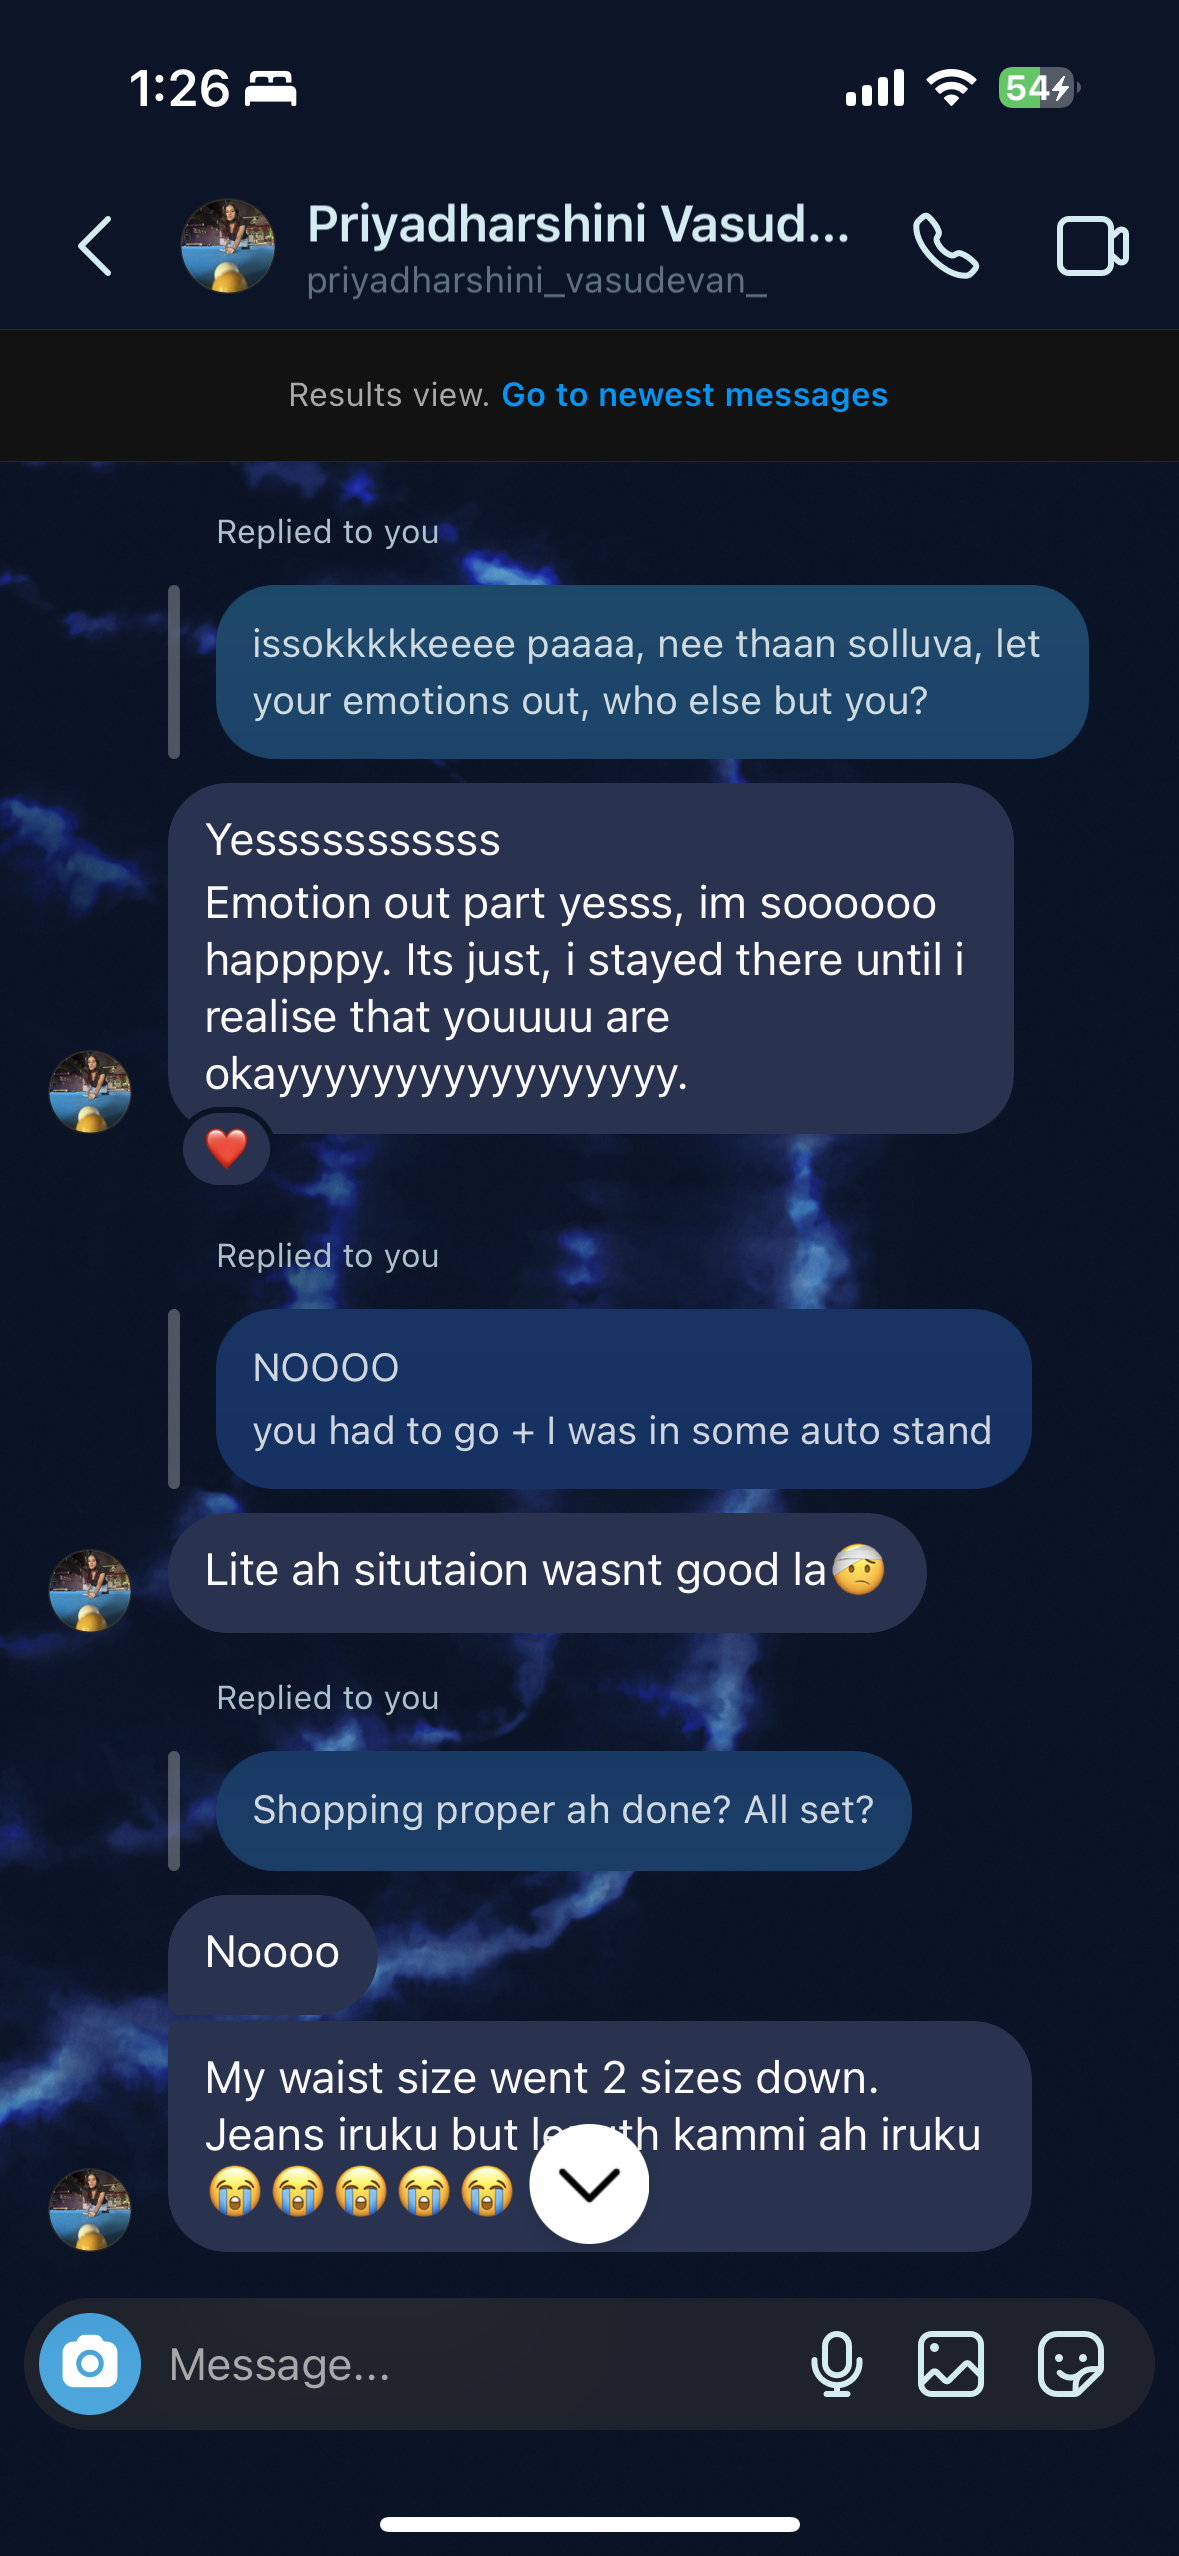 1:26
54
Priyadharshini Vasud...
priyadharshini_vasudevan_
Results view. Go to newest messages
Replied to you
issokkkkkeeee paaaa, nee thaan solluva, let
your emotions out, who else but you?
Yesssssssssss
Emotion out part yesss, im soooooo
happppy. Its just, i stayed there until i
realise that youuuu are
okayyyyyyyyyyyyyyyyyy.
Replied to you
NOOOO
you had to go + I was in some auto stand
Lite ah situtaion wasnt good la
Replied to you
Shopping proper ah done? All set?
Noooo
My waist size went 2 sizes down.
Jeans iruku but kammi ah iruku
Message...